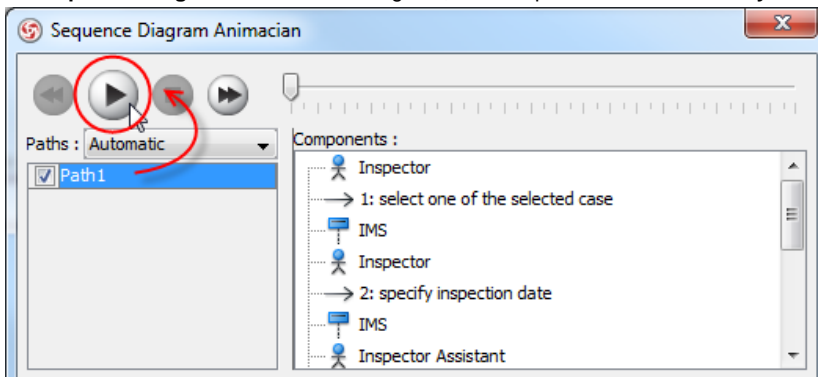 Sequence Diagram Animacian
Paths : Automatic
Path1
Components :
Inspector
1: select one of the selected case
IMS
Inspector
2: specify inspection date
IMS
Inspector Assistant